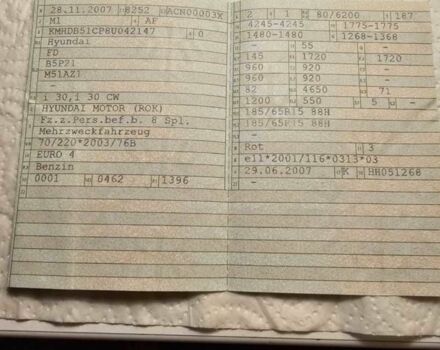 28.11.2007 8252 ACN00003X
M1 AF
KMHDB51CP8U042147 0
Hyundai
FD
B5P21
M51AZ1
-
i 30,i 30 CW
HYUNDAI MOTOR (ROK)
Fz.z.Pers.bef.b. 8 Spl.
Mehrzweckfahrzeug
70/220*2003/76B
EURO 4
Benzin
0001 0462 1396
2 1 80/6200 187
4245-4245 1775-1775
1480-1480 1268-1368
- 55 -
145 1720 1720
960 920 -
960 920 -
82 4650 71
1200 550 5 -
185/65R15 88H
185/65R15 88H
-
Rot 3
e11*2001/116*0313*03
29.06.2007 K HH051268
-